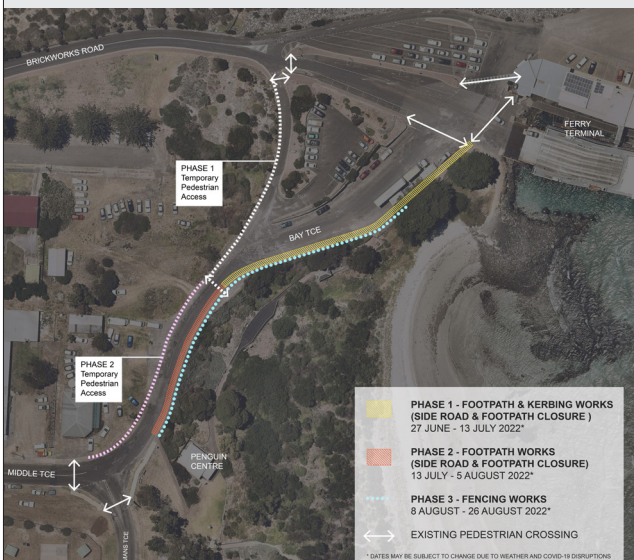 BRICKWORKS ROAD
FERRY
TERMINAL
PHASE 1
Temporary
Pedestrian
Access
BAY TCE
PHASE 2
Temporary
Pedestrian
Access
PENGUIN
CENTRE
MIDDLE TCE
MANS TCE
PHASE 1 - FOOTPATH & KERBING WORKS
(SIDE ROAD & FOOTPATH CLOSURE )
27 JUNE - 13 JULY 2022*
PHASE 2 - FOOTPATH WORKS
(SIDE ROAD & FOOTPATH CLOSURE)
13 JULY - 5 AUGUST 2022*
PHASE 3 - FENCING WORKS
8 AUGUST - 26 AUGUST 2022*
EXISTING PEDESTRIAN CROSSING
* DATES MAY BE SUBJECT TO CHANGE DUE TO WEATHER AND COVID-19 DISRUPTIONS